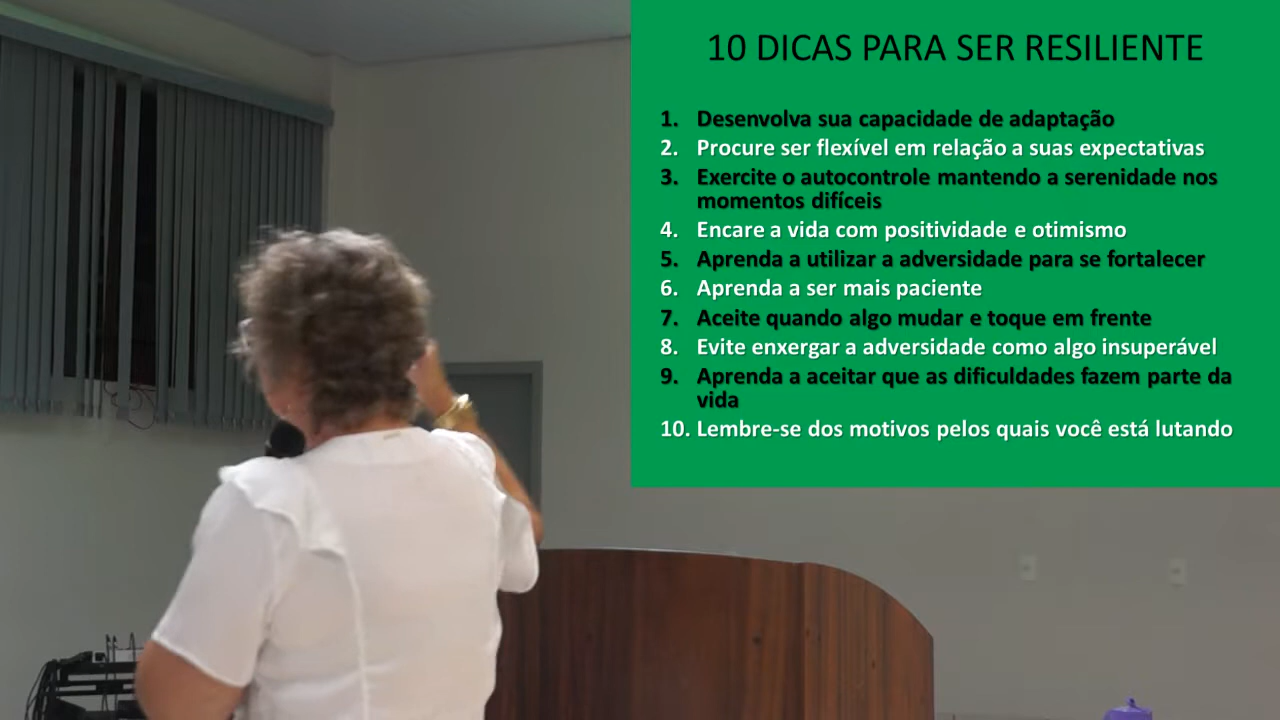 10 DICAS PARA SER RESILIENTE
1. Desenvolva sua capacidade de adaptação
2. Procure ser flexível em relação a suas expectativas
3. Exercite o autocontrole mantendo a serenidade nos
momentos difíceis
4. Encare a vida com positividade e otimismo
5. Aprenda a utilizar a adversidade para se fortalecer
6. Aprenda a ser mais paciente
7. Aceite quando algo mudar e toque em frente
8. Evite enxergar a adversidade como algo insuperável
9. Aprenda a aceitar que as dificuldades fazem parte da
vida
10. Lembre-se dos motivos pelos quais você está lutando